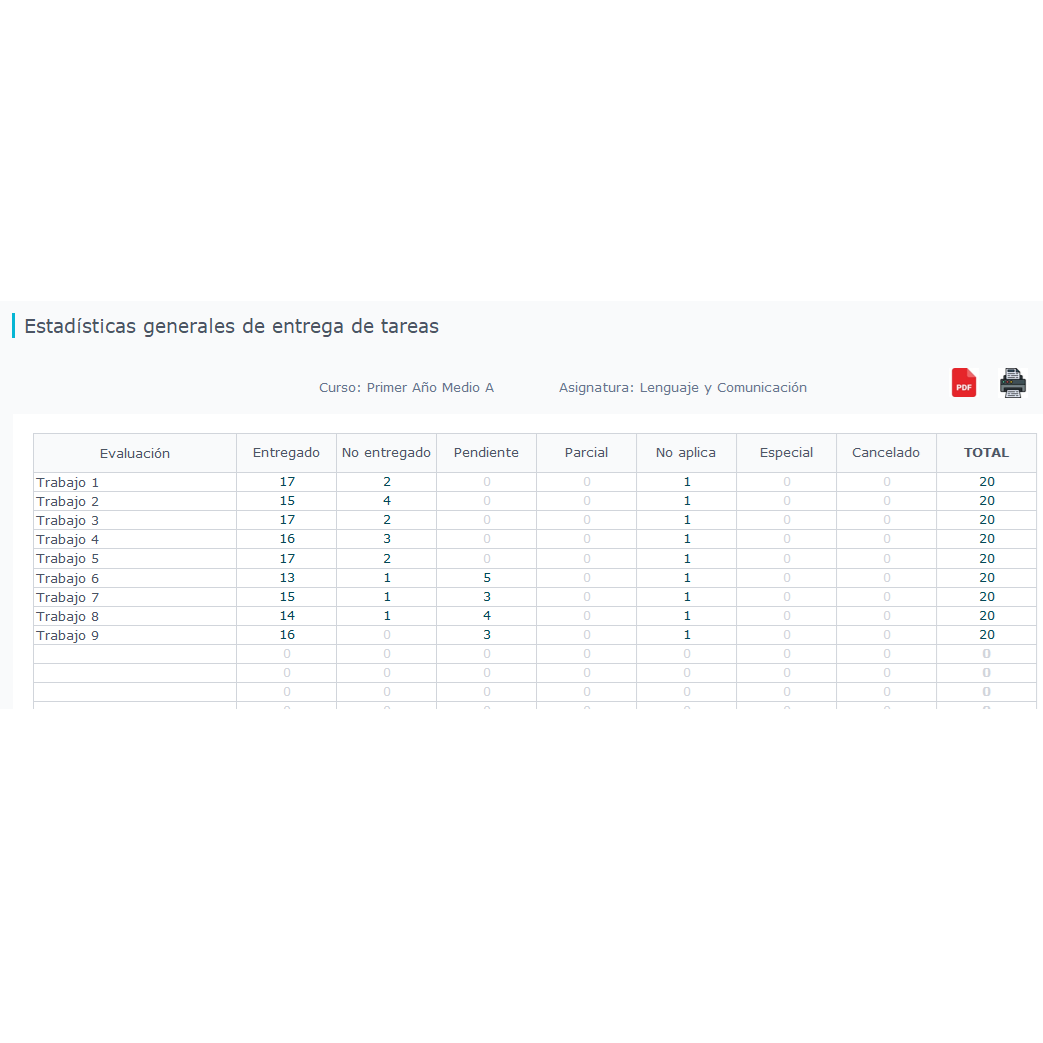 Estadísticas generales de entrega de tareas
Curso: Primer Año Medio A Asignatura: Lenguaje y Comunicación PDF
Evaluación Entregado No entregado Pendiente Parcial No aplica Especial Cancelado TOTAL
Trabajo 1 17 2 0 0 1 0 0 20
Trabajo 2 15 4 0 0 1 0 0 20
Trabajo 3 17 2 0 0 1 0 0 20
Trabajo 4 16 3 0 0 1 0 0 20
Trabajo 5 17 2 0 0 1 0 0 20
Trabajo 6 13 1 5 0 1 0 0 20
Trabajo 7 15 1 3 0 1 0 0 20
Trabajo 8 14 1 4 0 1 0 0 20
Trabajo 9 16 0 3 0 1 0 0 20
0 0 0 0 0 0 0 0
0 0 0 0 0 0 0 0
0 0 0 0 0 0 0 0